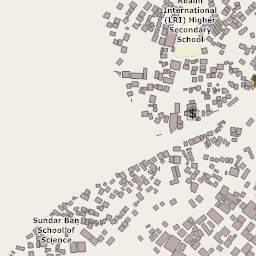 Realm
International
(LRI) Higher
Secondary
School
$
Sundar Ban
School of
Science